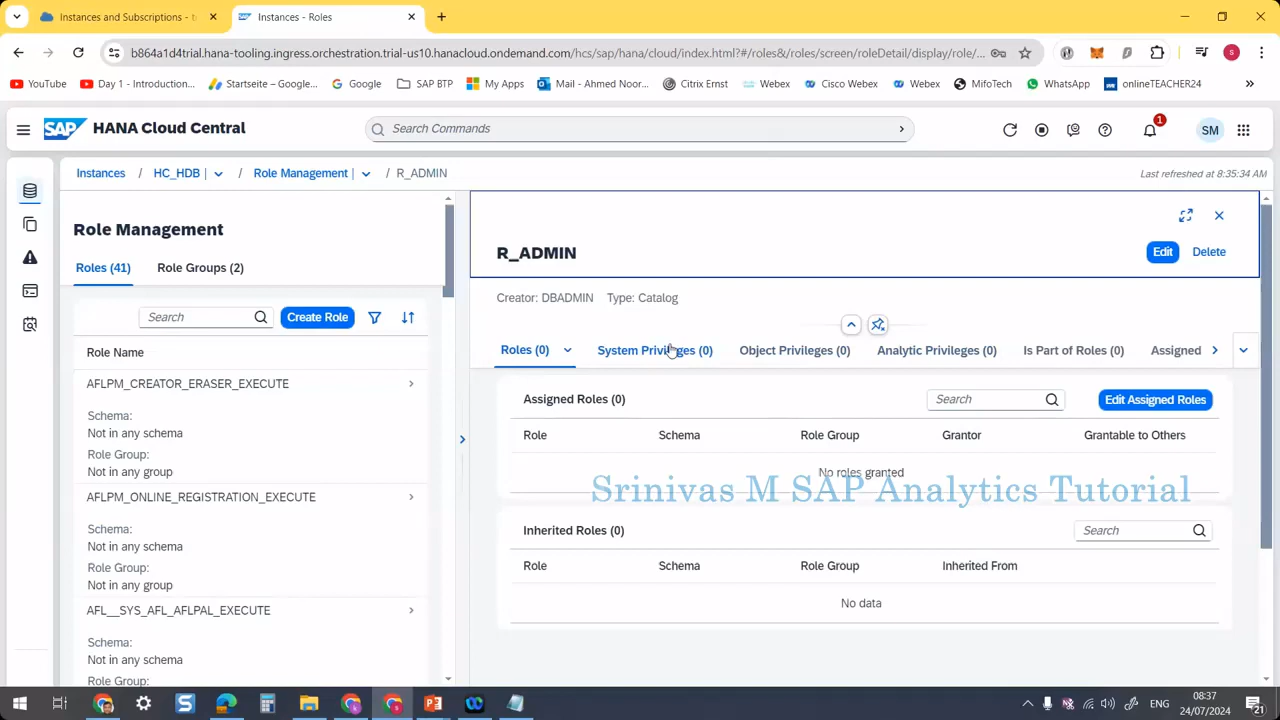 Instances and Subscriptions - t
Instances - Roles
b864a1d4trial.hana-tooling.ingress.orchestration.trial-us10.hanacloud.ondemand.com/hcs/sap/hana/cloud/index.html?#/roles&/roles/screen/roleDetail/display/role/...
YouTube
Day 1 - Introduction...
Startseite – Google...
Google
SAP BTP
My Apps
Mail - Ahmed Noor...
Citrix Ernst
Webex
Cisco Webex
Webex
MifoTech
WhatsApp
onlineTEACHER24
SAP HANA Cloud Central
Search Commands
1
SM
Instances / HC_HDB | / Role Management | / R_ADMIN
Last refreshed at 8:35:34 AM
Role Management
Roles (41)
Role Groups (2)
Search
Create Role
Role Name
AFLPM_CREATOR_ERASER_EXECUTE
Schema:
Not in any schema
Role Group:
Not in any group
AFLPM_ONLINE_REGISTRATION_EXECUTE
Schema:
Not in any schema
Role Group:
Not in any group
AFL__SYS_AFL_AFLPAL_EXECUTE
Schema:
Not in any schema
Role Group:
R_ADMIN
Edit
Delete
Creator: DBADMIN Type: Catalog
Roles (0)
System Privileges (0)
Object Privileges (0)
Analytic Privileges (0)
Is Part of Roles (0)
Assigned
Assigned Roles (0)
Search
Edit Assigned Roles
Role Schema Role Group Grantor Grantable to Others
No roles granted
Srinivas M SAP Analytics Tutorial
Inherited Roles (0)
Search
Role Schema Role Group Inherited From
No data
ENG
08:37
24/07/2024
21